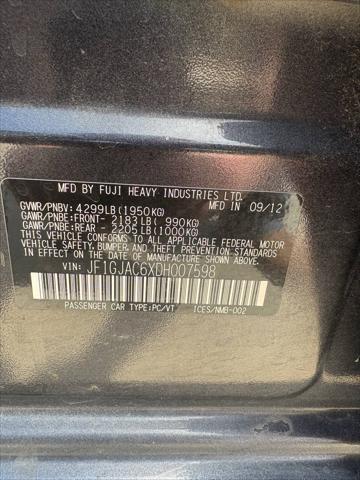 MFD BY FUJI HEAVY INDUSTRIES LTD.
GVWR/PNBV: 4299LB(1950KG) MFD IN 09/12
GAWR/PNBE:FRONT- 2183LB( 990KG)
GAWR/PNBE:REAR - 2205LB(1000KG)
THIS VEHICLE CONFORMS TO ALL APPLICABLE FEDERAL MOTOR
VEHICLE SAFETY, BUMPER, AND THEFT PREVENTION
STANDARDS IN EFFECT ON THE DATE OF MANUFACTURE
SHOWN ABOVE.
VIN: JF1GJAC6XDH007598
PASSENGER CAR TYPE:PC/VT ICES/NMB-002